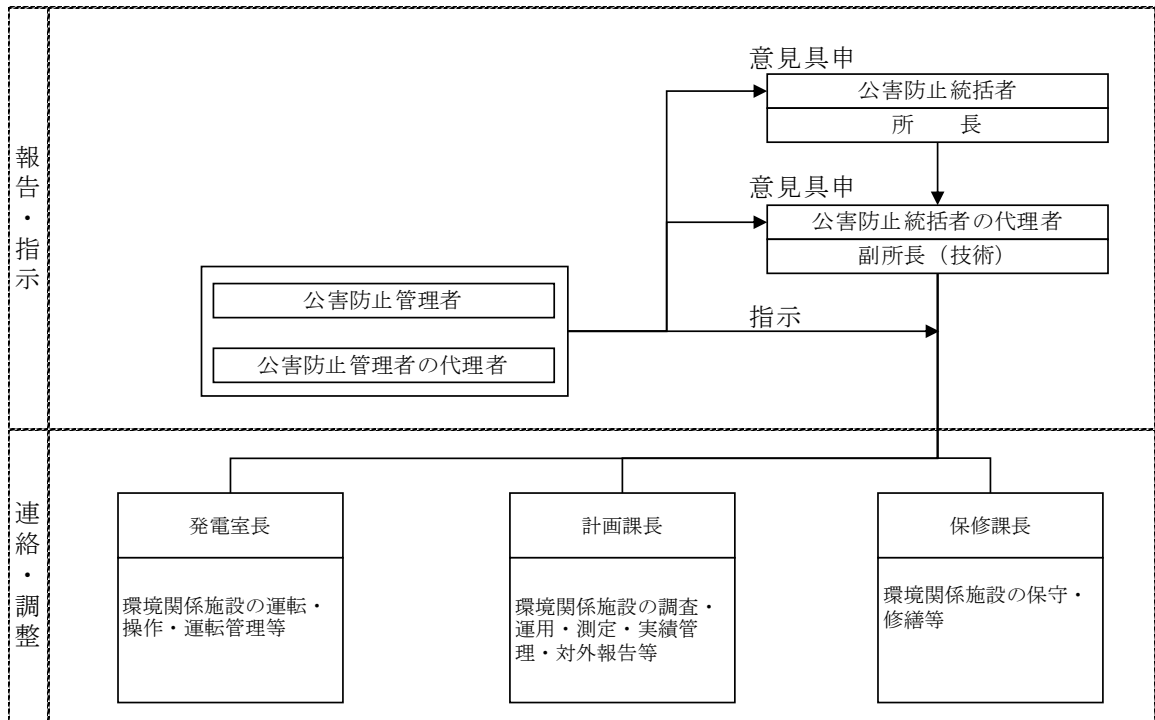 報告・指示
意見具申
公害防止統括者
所　　長
意見具申
公害防止統括者の代理者
副所長（技術）
公害防止管理者
公害防止管理者の代理者
指示
連絡・調整
発電室長
環境関係施設の運転・
操作・運転管理等
計画課長
環境関係施設の調査・
運用・測定・実績管
理・対外報告等
保修課長
環境関係施設の保守・
修繕等